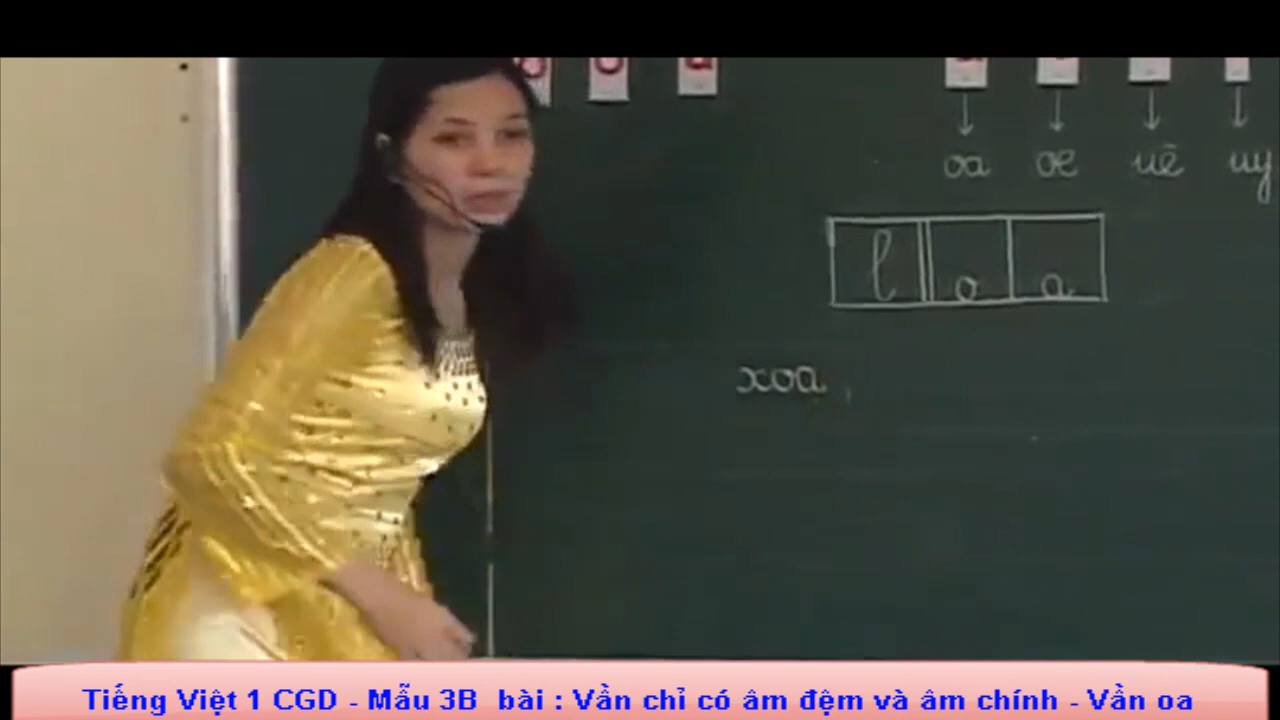 oa oe uê uy
l o a
xoa,
Tiếng Việt 1 CGD - Mẫu 3B bài : Vần chỉ có âm đệm và âm chính - Vần oa